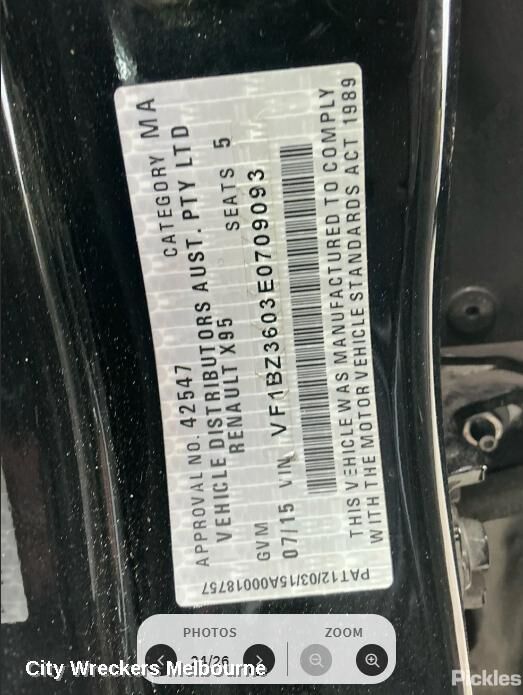 APPROVAL NO. 42547 CATEGORY MA
VEHICLE DISTRIBUTORS AUST. PTY LTD
RENAULT X95 SEATS 5
GVM
07/15 VIN VF1BZ3603E0709093
THIS VEHICLE WAS MANUFACTURED TO COMPLY
WITH THE MOTOR VEHICLE STANDARDS ACT 1989
PAT12/03/15A00018757
PHOTOS ZOOM
City Wreckers Melbourne
Pickles